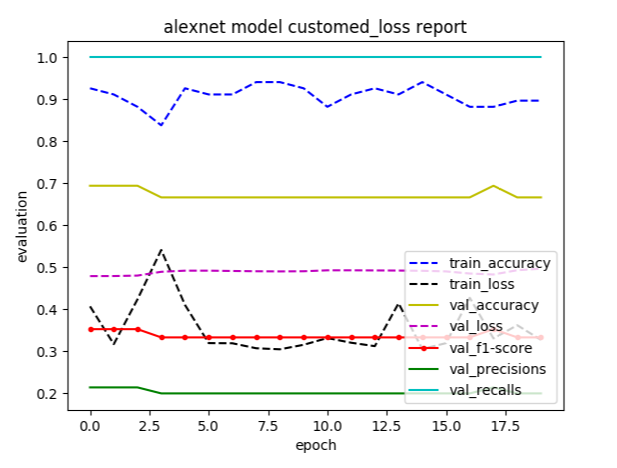 alexnet model customed_loss report
evaluation
1.0
0.9
0.8
0.7
0.6
0.5
0.4
0.3
0.2
train_accuracy
train_loss
val_accuracy
val_loss
val_f1-score
val_precisions
val_recalls
0.0 2.5 5.0 7.5 10.0 12.5 15.0 17.5
epoch